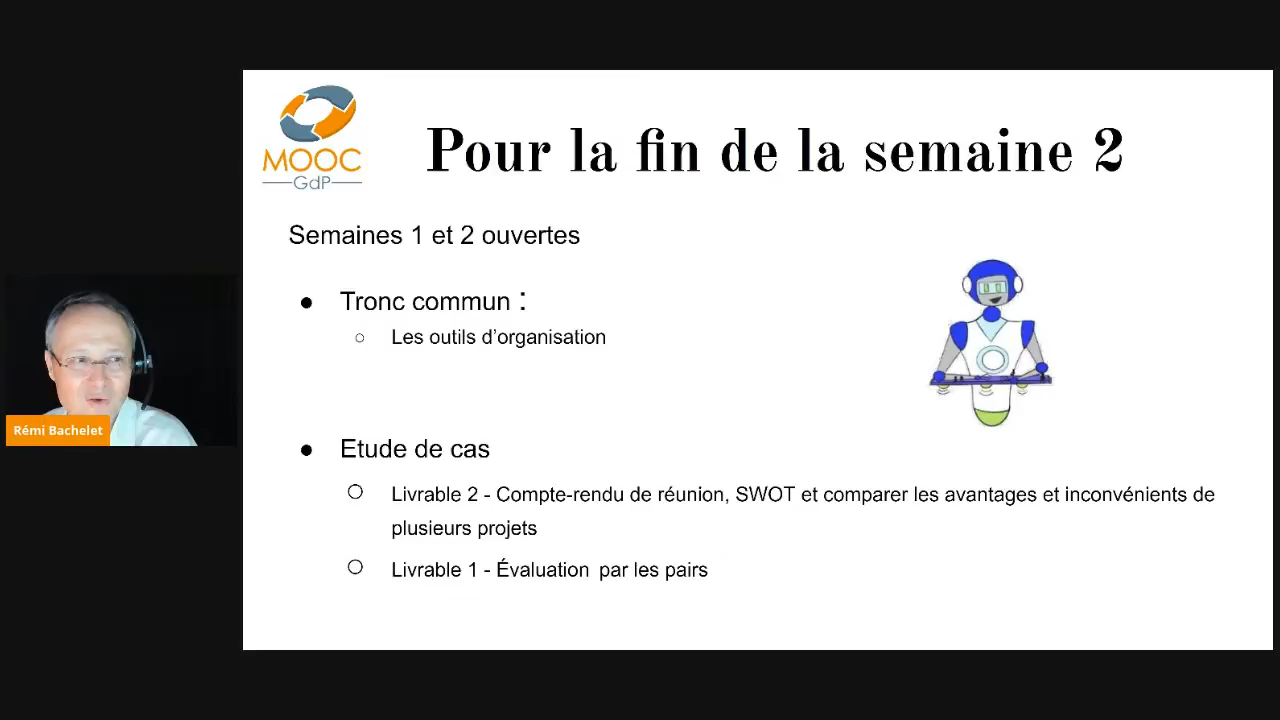 MOOC
GdP
Pour la fin de la semaine 2
Semaines 1 et 2 ouvertes
● Tronc commun :
○ Les outils d’organisation
● Etude de cas
○ Livrable 2 - Compte-rendu de réunion, SWOT et comparer les avantages et inconvénients de
plusieurs projets
○ Livrable 1 - Évaluation par les pairs
Rémi Bachelet